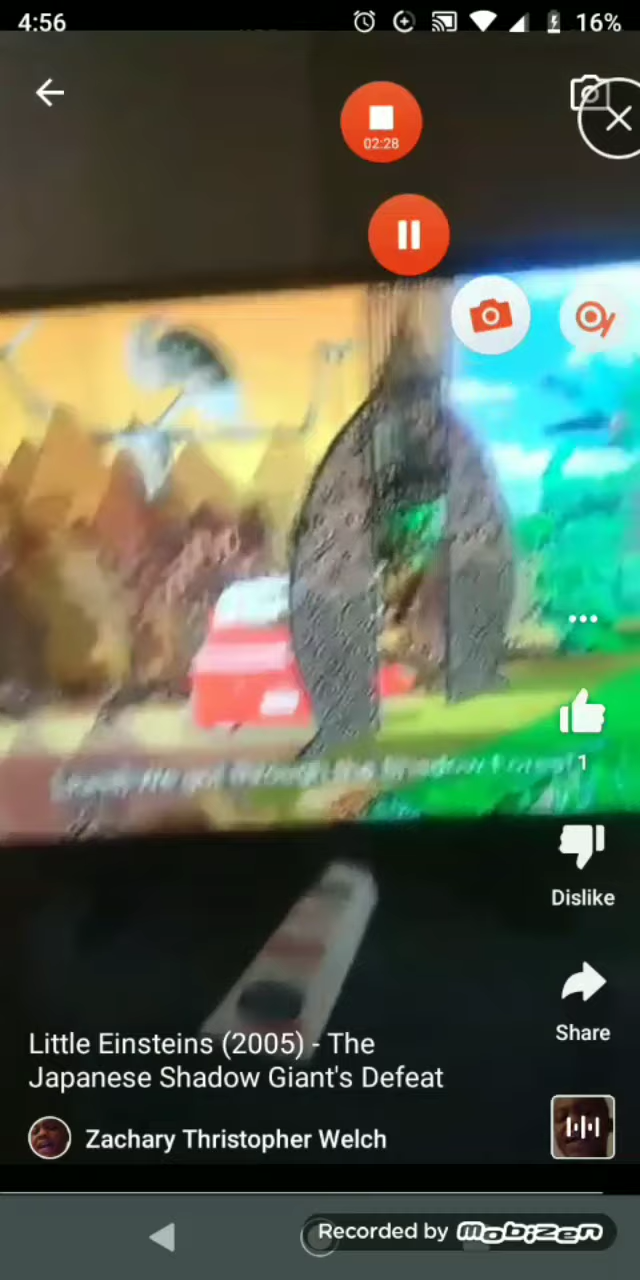 4:56
16%
02:28
1
Dislike
Share
Little Einsteins (2005) - The
Japanese Shadow Giant's Defeat
Zachary Thristopher Welch
Recorded by mobizen